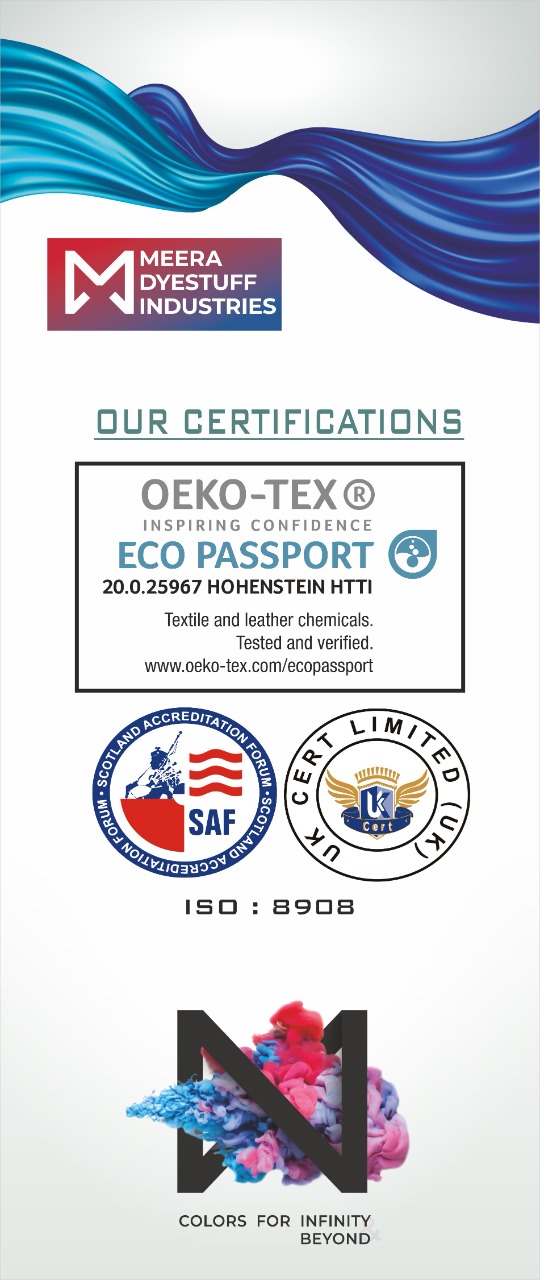 MEERA
DYESTUFF
INDUSTRIES
OUR CERTIFICATIONS
OEKO-TEX®
INSPIRING CONFIDENCE
ECO PASSPORT
20.0.25967 HOHENSTEIN HTTI
Textile and leather chemicals.
Tested and verified.
www.oeko-tex.com/ecopassport
SCOTLAND ACCREDITATION FORUM • SCOTLAND ACCREDITATION FORUM •
SAF
UK CERT LIMITED (UK)
UK
Cert
ISO : 8908
COLORS FOR INFINITY
BEYOND